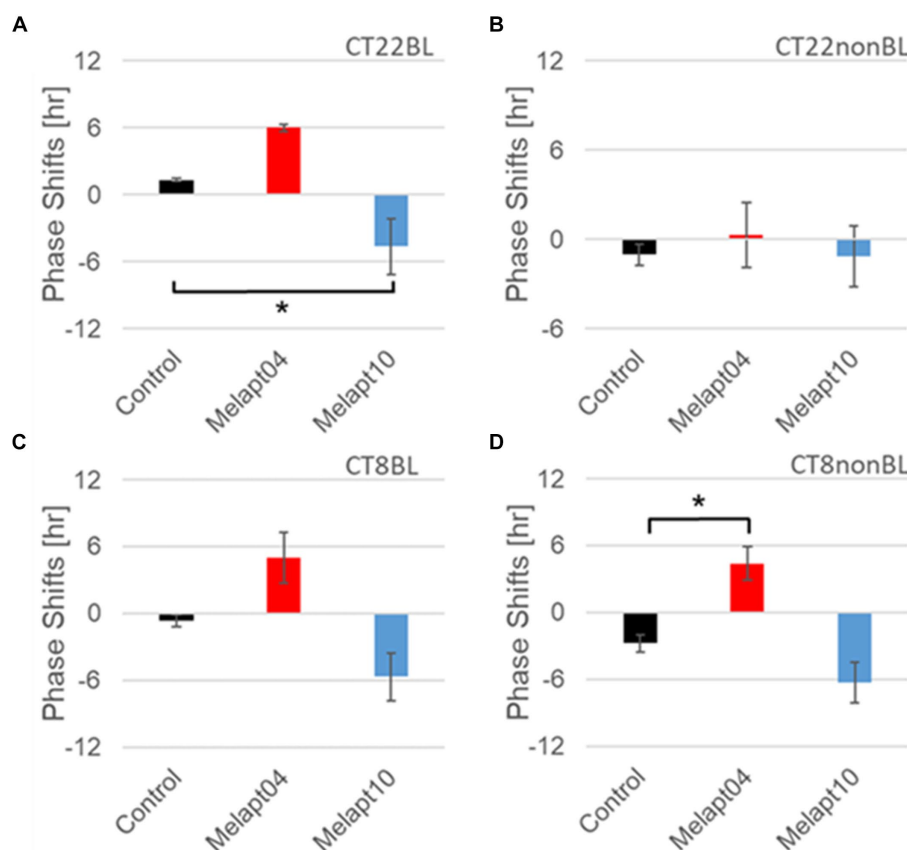 A
CT22BL
Phase Shifts [hr]
12
6
0
-6
-12
*
Control
Melapt04
Melapt10
B
CT22nonBL
Phase Shifts [hr]
12
6
0
-6
Control
Melapt04
Melapt10
C
CT8BL
Phase Shifts [hr]
12
6
0
-6
-12
Control
Melapt04
Melapt10
D
CT8nonBL
Phase Shifts [hr]
12
6
0
-6
-12
*
Control
Melapt04
Melapt10